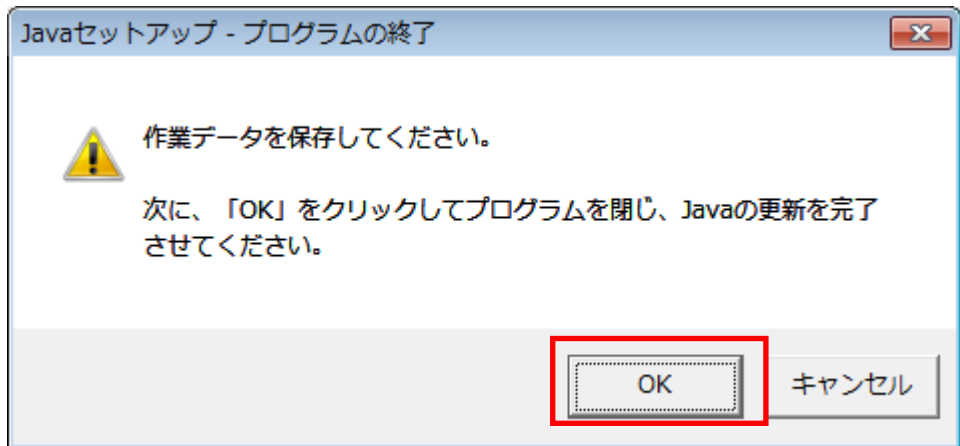 Javaセットアップ - プログラムの終了
作業データを保存してください。
次に、「OK」をクリックしてプログラムを閉じ、Javaの更新を完了
させてください。
OK
キャンセル